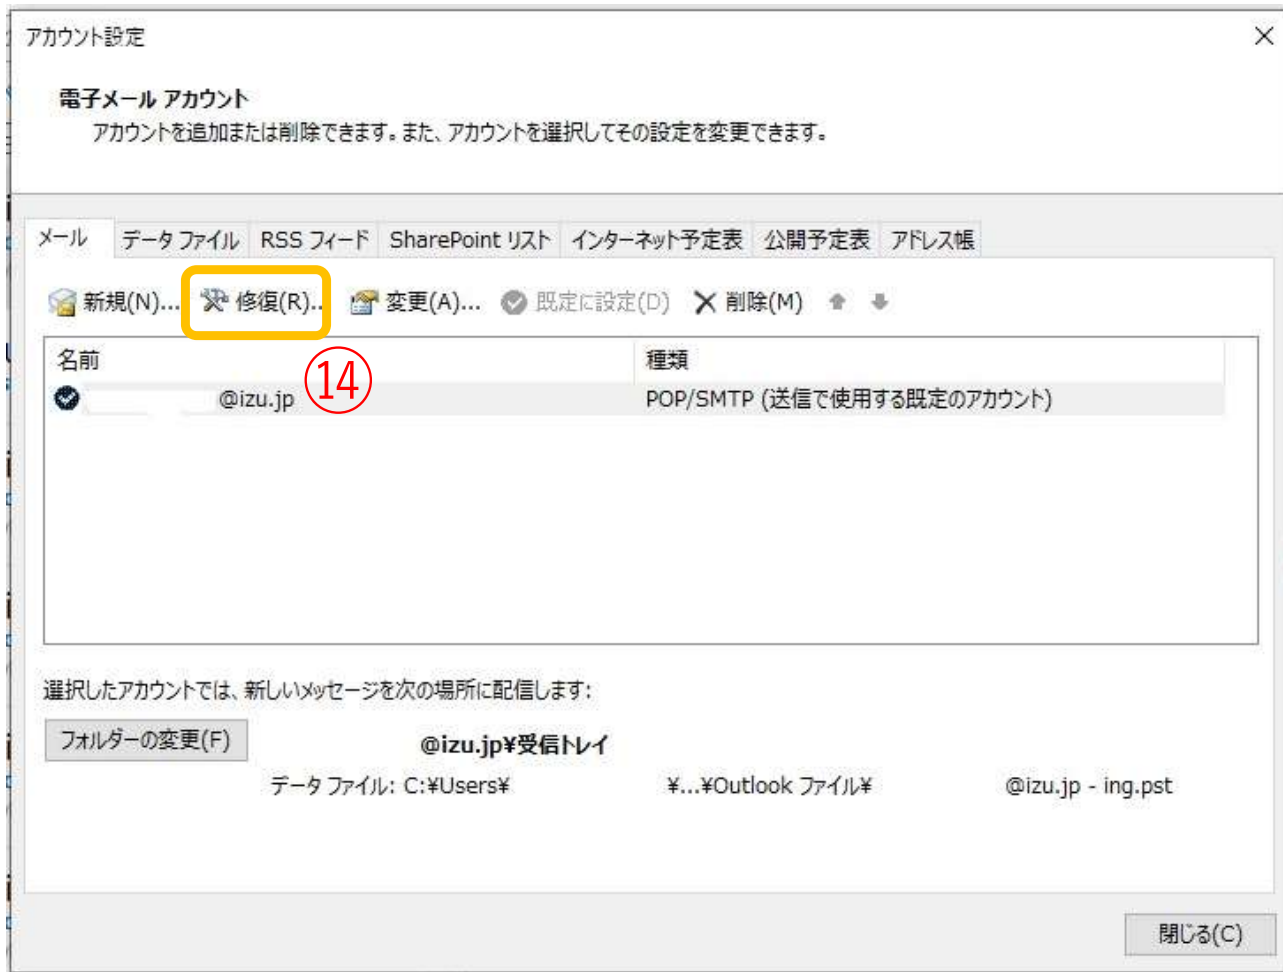 アカウント設定
電子メール アカウント
アカウントを追加または削除できます。また、アカウントを選択してその設定を変更できます。
メール データ ファイル RSS フィード SharePoint リスト インターネット予定表 公開予定表 アドレス帳
新規(N)... 修復(R)... 変更(A)... 既定に設定(D) 削除(M)
名前 種類
⑭
@izu.jp POP/SMTP (送信で使用する既定のアカウント)
選択したアカウントでは、新しいメッセージを次の場所に配信します:
フォルダーの変更(F) @izu.jp¥受信トレイ
データ ファイル: C:¥Users¥ ¥...¥Outlook ファイル¥ @izu.jp - ing.pst
閉じる(C)